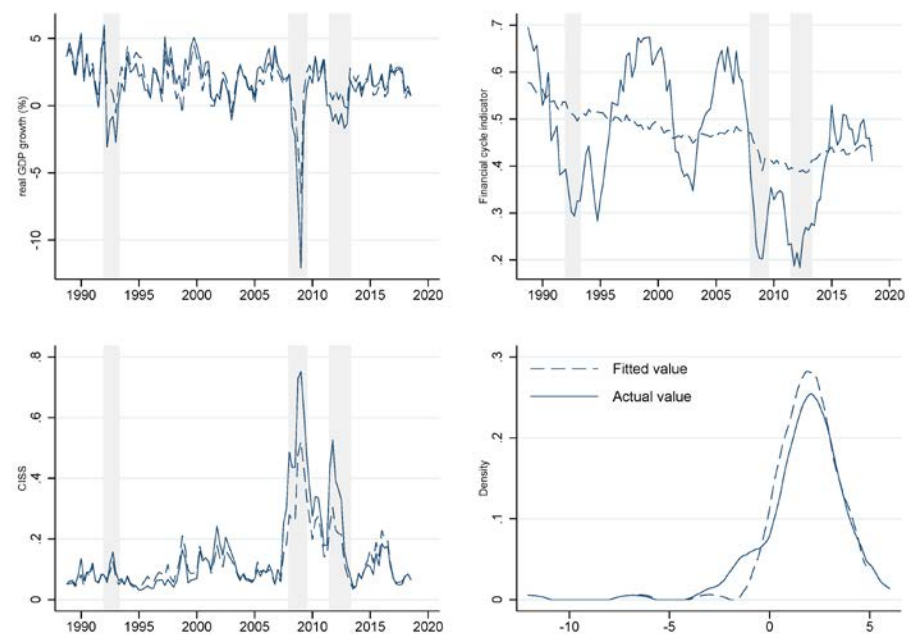 real GDP growth (%)
5
0
-5
-10
1990 1995 2000 2005 2010 2015 2020
Financial cycle indicator
.7
.6
.5
.4
.3
.2
1990 1995 2000 2005 2010 2015 2020
CISS
.8
.6
.4
.2
0
1990 1995 2000 2005 2010 2015 2020
Density
.3
.2
.1
0
-10 -5 0 5
Fitted value
Actual value